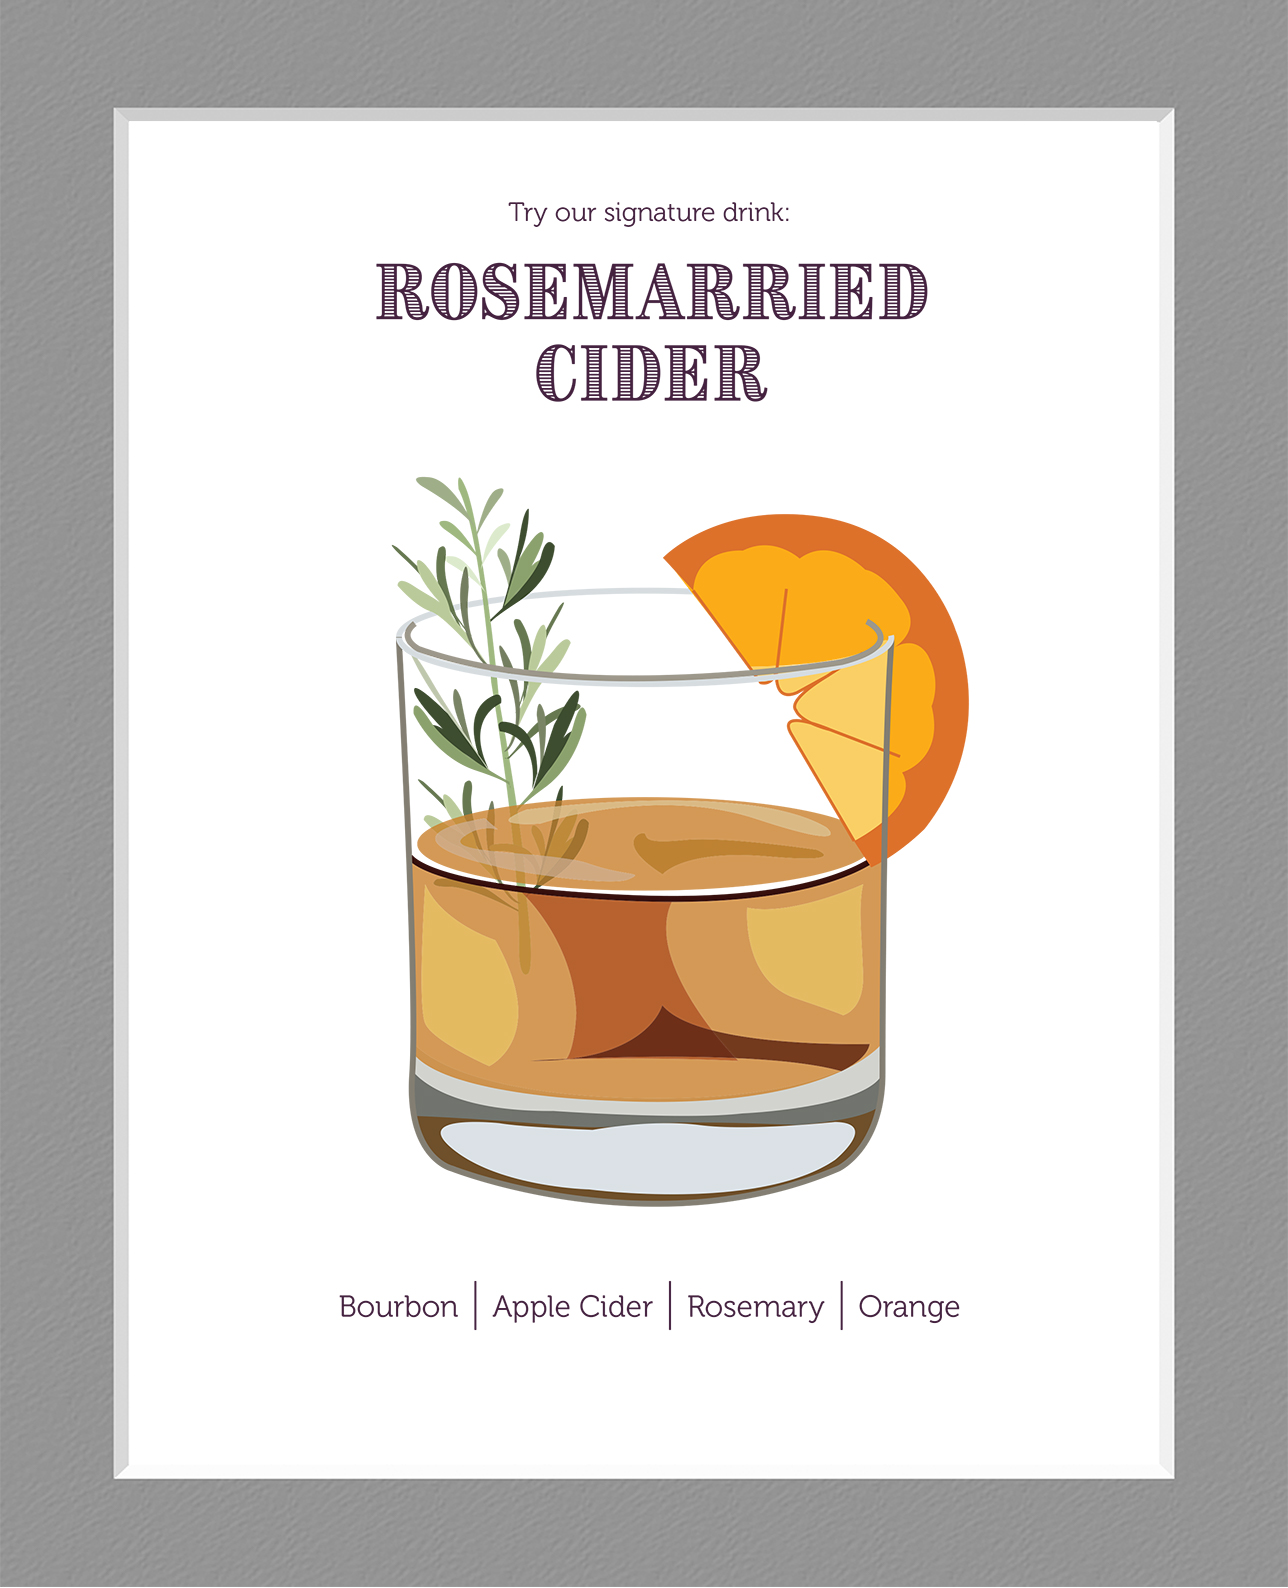 Try our signature drink:
ROSEMARRIED
CIDER
Bourbon | Apple Cider | Rosemary | Orange